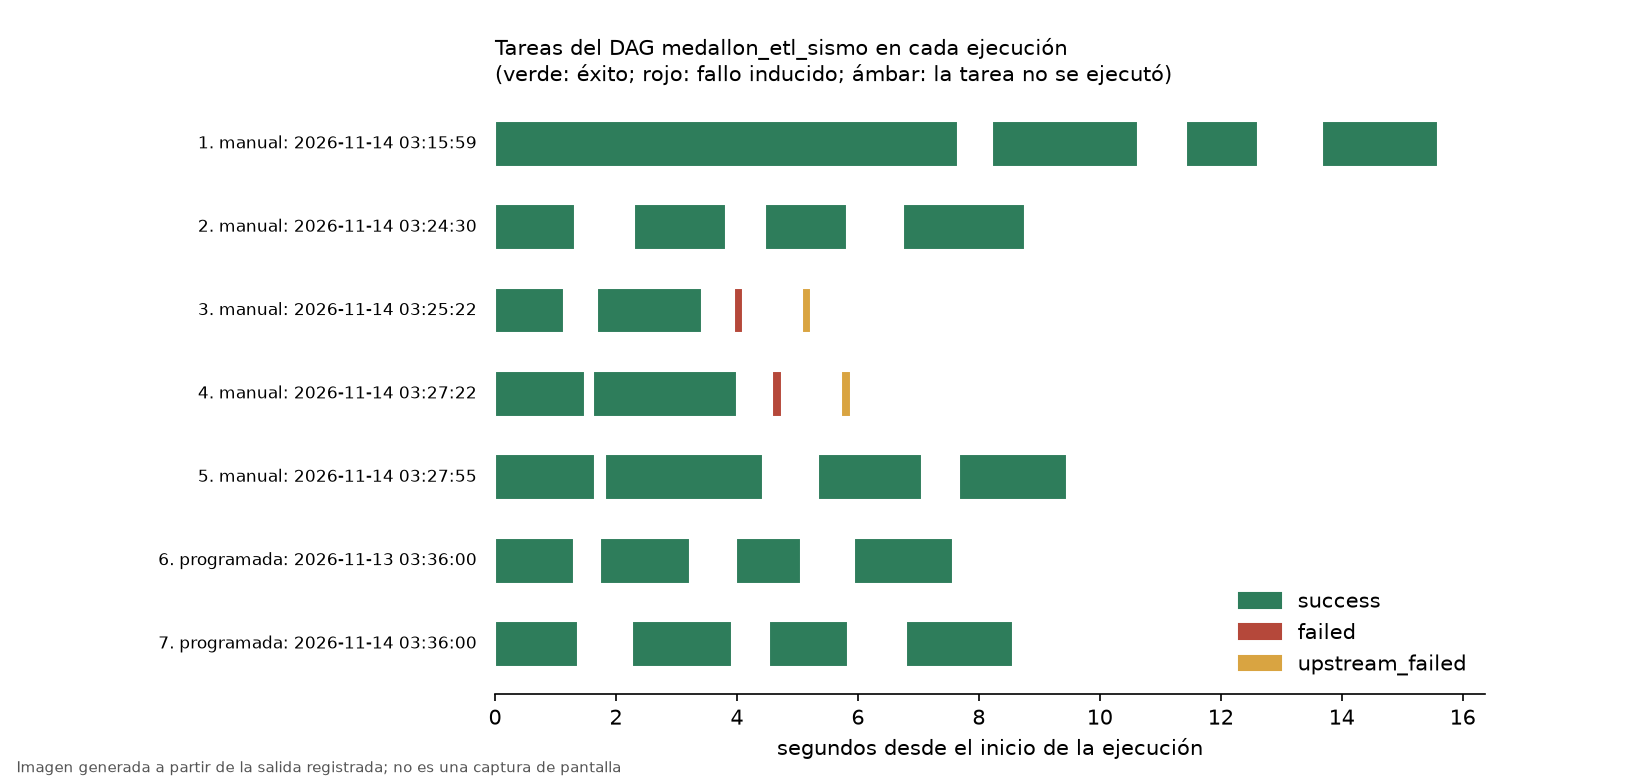 Tareas del DAG medallon_etl_sismo en cada ejecución
(verde: éxito; rojo: fallo inducido; ámbar: la tarea no se ejecutó)
1. manual: 2026-11-14 03:15:59
2. manual: 2026-11-14 03:24:30
3. manual: 2026-11-14 03:25:22
4. manual: 2026-11-14 03:27:22
5. manual: 2026-11-14 03:27:55
6. programada: 2026-11-13 03:36:00
7. programada: 2026-11-14 03:36:00
success
failed
upstream_failed
0 2 4 6 8 10 12 14 16
segundos desde el inicio de la ejecución
Imagen generada a partir de la salida registrada; no es una captura de pantalla